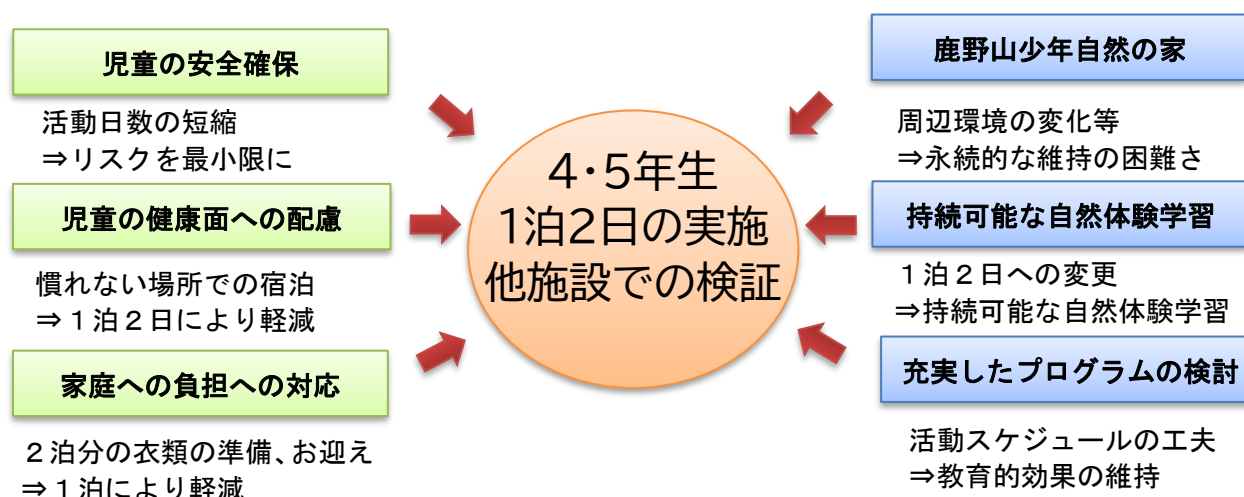 児童の安全確保
活動日数の短縮
⇒リスクを最小限に
児童の健康面への配慮
慣れない場所での宿泊
⇒１泊２日により軽減
家庭への負担への対応
２泊分の衣類の準備、お迎え
⇒１泊により軽減
4・5年生
1泊2日の実施
他施設での検証
鹿野山少年自然の家
周辺環境の変化等
⇒永続的な維持の困難さ
持続可能な自然体験学習
１泊２日への変更
⇒持続可能な自然体験学習
充実したプログラムの検討
活動スケジュールの工夫
⇒教育的効果の維持